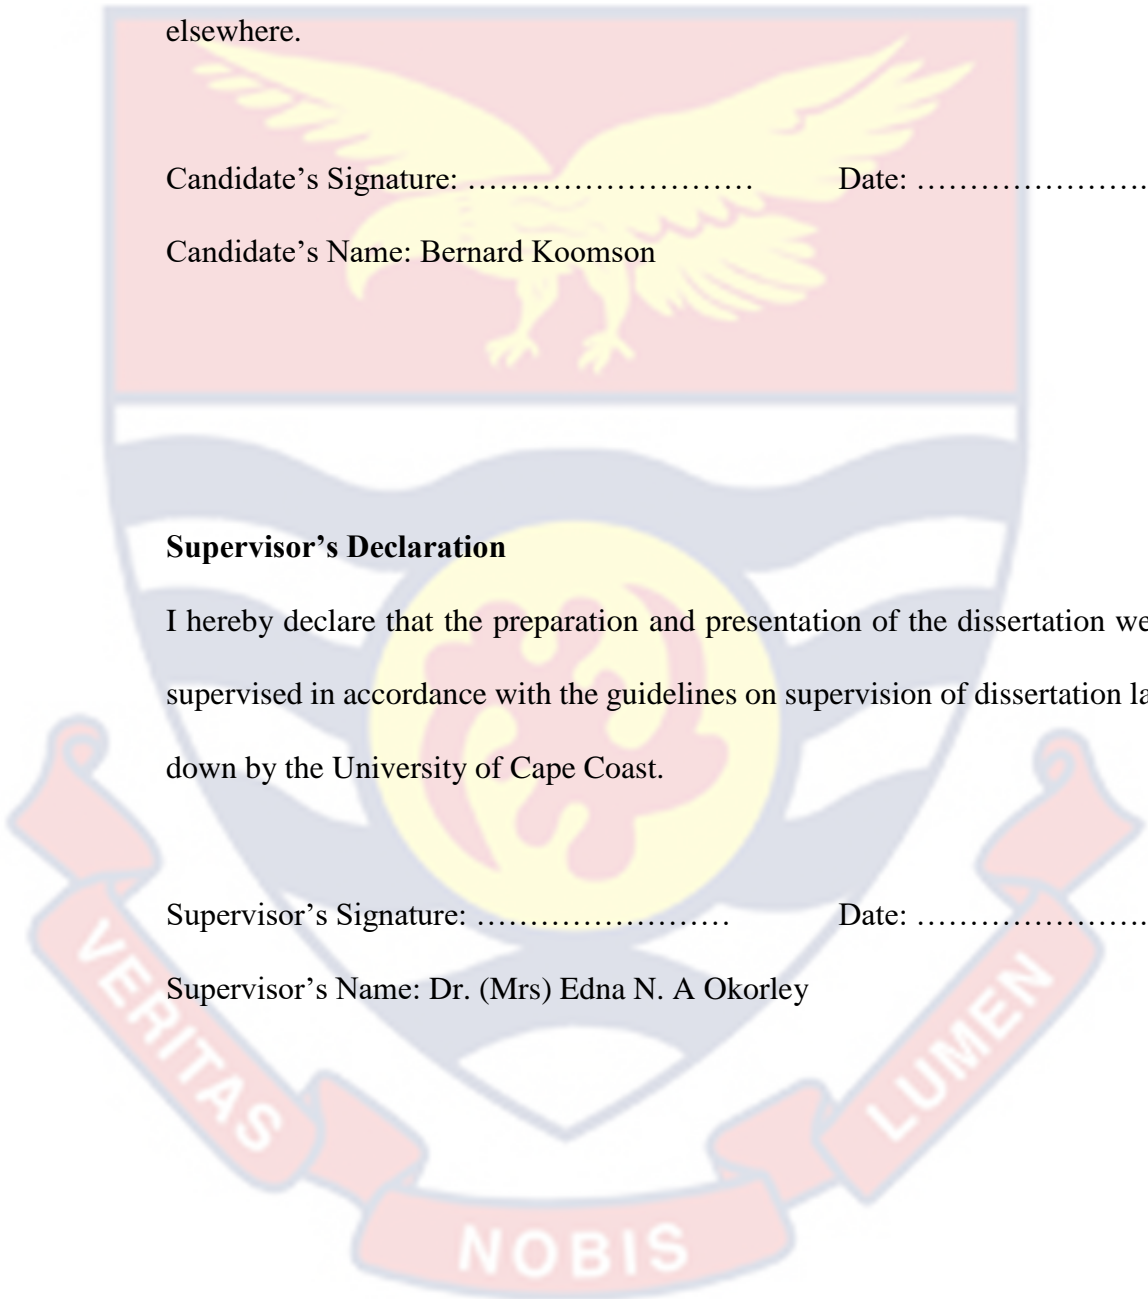 elsewhere.
Candidate’s Signature: ……………………… Date: ………………….
Candidate’s Name: Bernard Koomson
Supervisor’s Declaration
I hereby declare that the preparation and presentation of the dissertation we
supervised in accordance with the guidelines on supervision of dissertation la
down by the University of Cape Coast.
Supervisor’s Signature: …………………… Date: ………………….
Supervisor’s Name: Dr. (Mrs) Edna N. A Okorley
VERITAS
NOBIS
LUMEN